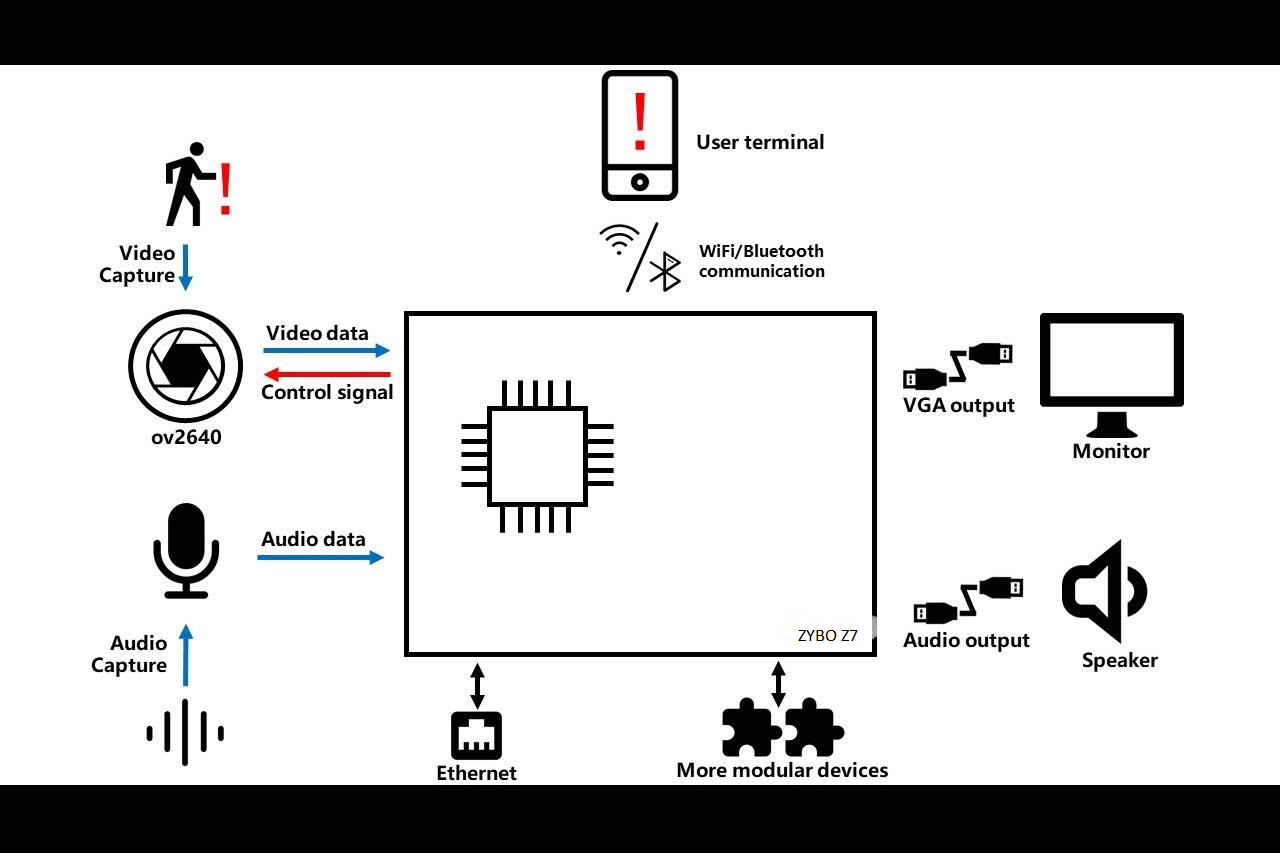 User terminal
WiFi/Bluetooth
communication
Video
Capture
Video data
Control signal
ov2640
VGA output
Monitor
Audio data
Audio
Capture
ZYBO Z7
Audio output
Speaker
Ethernet
More modular devices